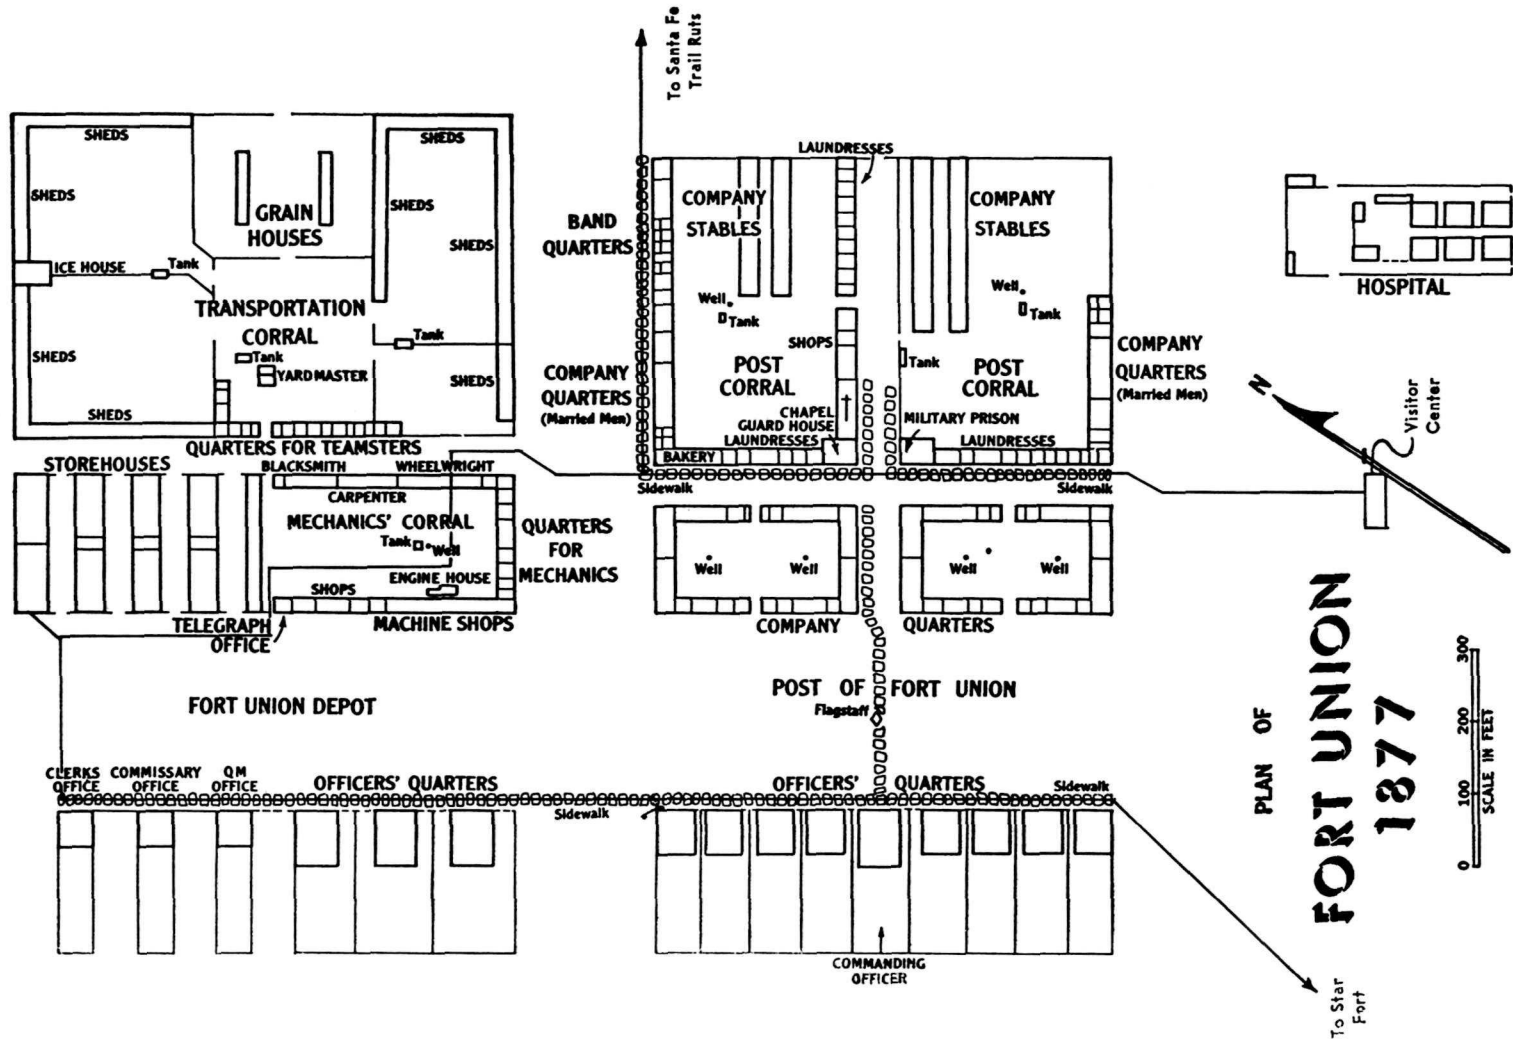 To Santa Fe
Trail Ruts
SHEDS
SHEDS
SHEDS
SHEDS
GRAIN
HOUSES
SHEDS
ICE HOUSE
Tank
TRANSPORTATION
CORRAL
Tank
Tank
YARD MASTER
SHEDS
SHEDS
SHEDS
QUARTERS FOR TEAMSTERS
BAND
QUARTERS
COMPANY
QUARTERS
(Married Men)
LAUNDRESSES
COMPANY
STABLES
COMPANY
STABLES
Well
Tank
Well
Tank
SHOPS
Tank
POST
CORRAL
POST
CORRAL
COMPANY
QUARTERS
(Married Men)
CHAPEL
GUARD HOUSE
MILITARY PRISON
LAUNDRESSES
LAUNDRESSES
BAKERY
Sidewalk
Sidewalk
HOSPITAL
N
Visitor
Center
STOREHOUSES
BLACKSMITH
WHEELWRIGHT
CARPENTER
MECHANICS' CORRAL
Tank
Well
QUARTERS
FOR
MECHANICS
ENGINE HOUSE
SHOPS
TELEGRAPH
OFFICE
MACHINE SHOPS
Well
Well
Well
Well
COMPANY QUARTERS
FORT UNION DEPOT
POST OF FORT UNION
Flagstaff
CLERKS
OFFICE
COMMISSARY
OFFICE
QM
OFFICE
OFFICERS' QUARTERS
Sidewalk
OFFICERS' QUARTERS
Sidewalk
COMMANDING
OFFICER
To Star
Fort
PLAN OF
FORT UNION
1877
0 100 200 300
SCALE IN FEET